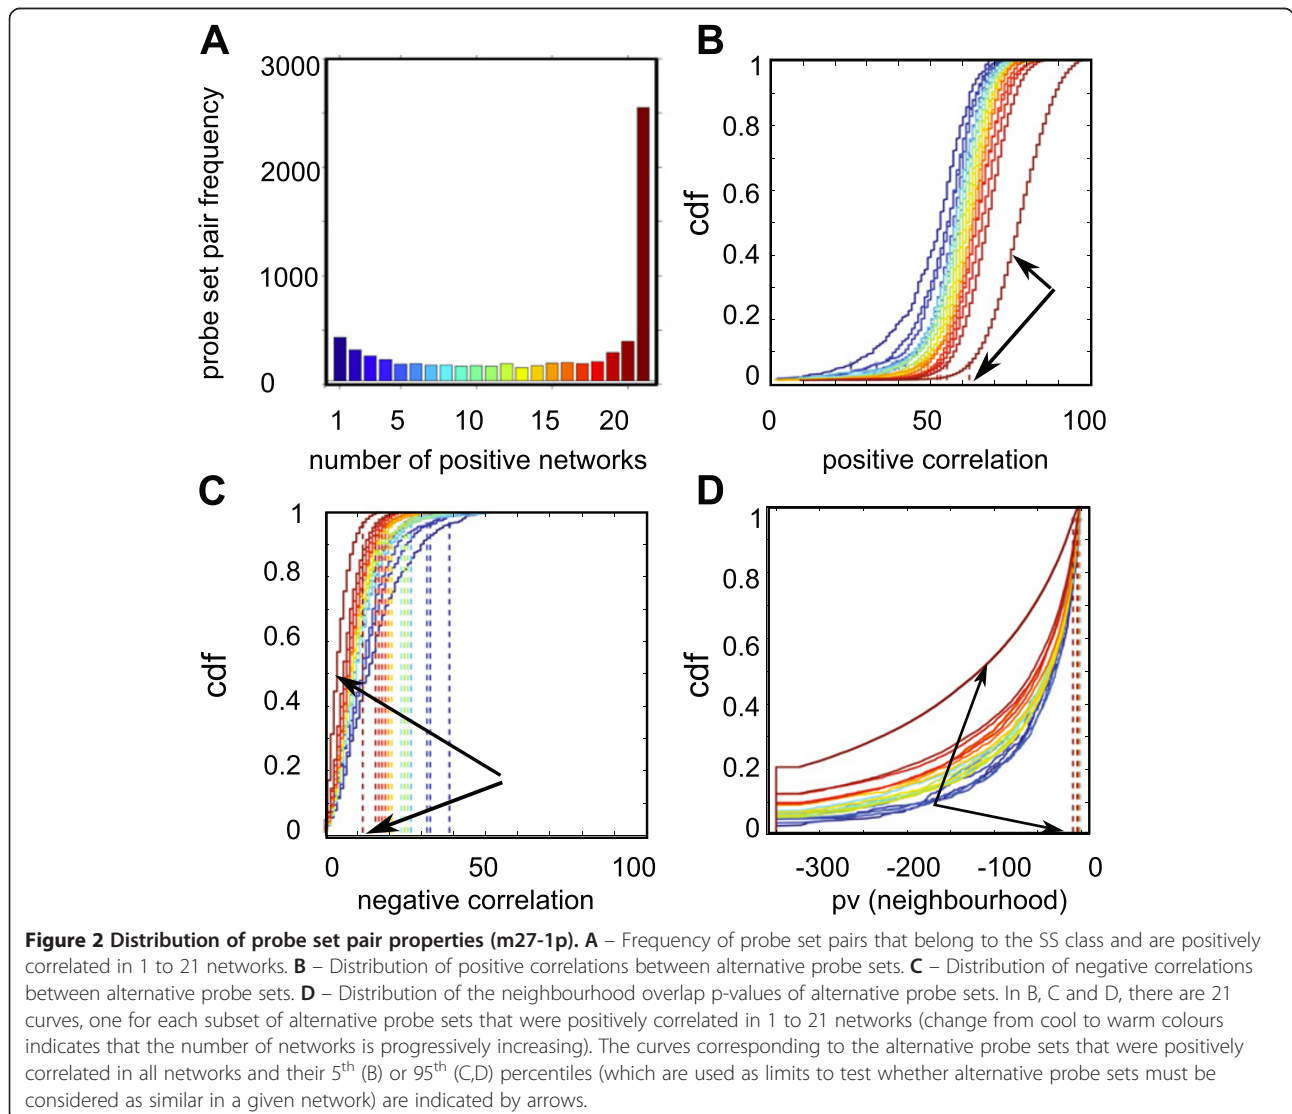 A
3000
2000
1000
0
probe set pair frequency
1 5 10 15 20
number of positive networks
B
1
0.8
0.6
0.4
0.2
0
cdf
0 50 100
positive correlation
C
1
0.8
0.6
0.4
0.2
0
cdf
0 50 100
negative correlation
D
1
0.8
0.6
0.4
0.2
0
cdf
-300 -200 -100 0
pv (neighbourhood)
Figure 2 Distribution of probe set pair properties (m27-1p). A – Frequency of probe set pairs that belong to the SS class and are positively
correlated in 1 to 21 networks. B – Distribution of positive correlations between alternative probe sets. C – Distribution of negative correlations
between alternative probe sets. D – Distribution of the neighbourhood overlap p-values of alternative probe sets. In B, C and D, there are 21
curves, one for each subset of alternative probe sets that were positively correlated in 1 to 21 networks (change from cool to warm colours
indicates that the number of networks is progressively increasing). The curves corresponding to the alternative probe sets that were positively
correlated in all networks and their 5th (B) or 95th (C,D) percentiles (which are used as limits to test whether alternative probe sets must be
considered as similar in a given network) are indicated by arrows.